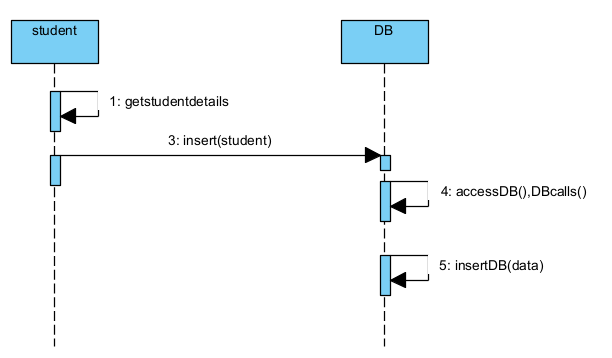 student
DB
1: getstudentdetails
3: insert(student)
4: accessDB(),DBcalls()
5: insertDB(data)